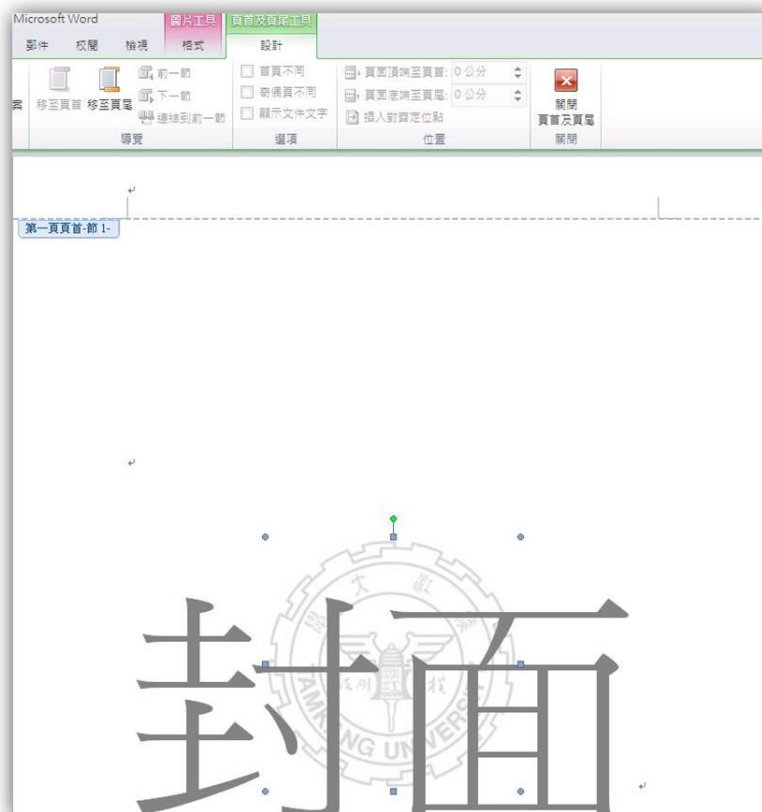 Microsoft Word 圖片工具 頁首及頁尾工具
郵件 校閱 檢視 格式 設計
前一節 首頁不同 頁面頂端至頁首: 0 公分
案 移至頁首 移至頁尾 下一節 奇偶頁不同 頁面底端至頁尾: 0 公分 關閉
連結到前一節 顯示文件文字 插入對齊定位點 頁首及頁尾
導覽 選項 位置 關閉
第一頁頁首-節 1-
封面
TAMKANG UNIVERSITY